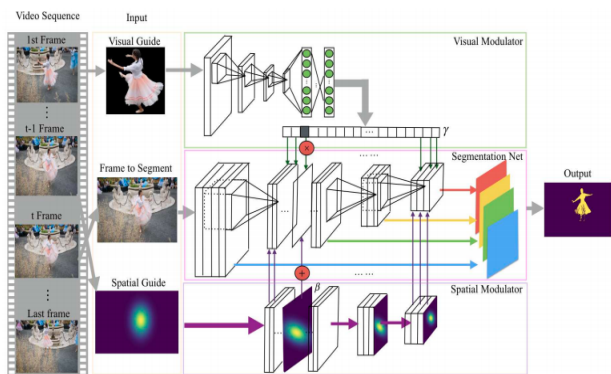 Video Sequence
Input
1st Frame
Visual Guide
Visual Modulator
t-1 Frame
γ
Frame to Segment
Segmentation Net
Output
t Frame
Spatial Guide
β
Spatial Modulator
Last frame